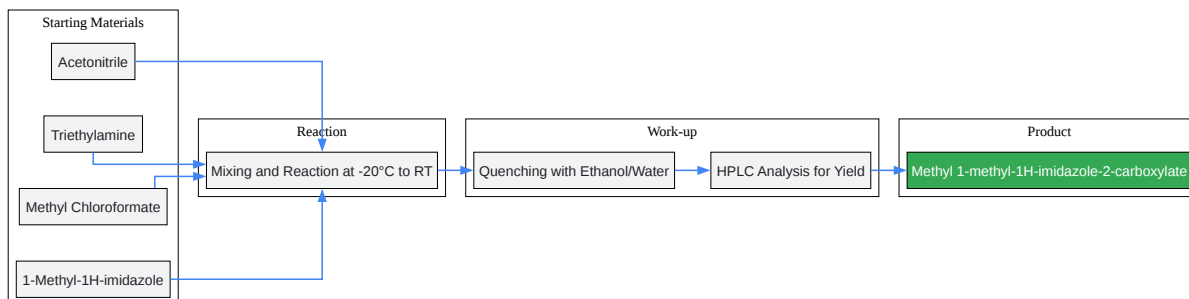 Starting Materials
Acetonitrile
Triethylamine
Methyl Chloroformate
1-Methyl-1H-imidazole
Reaction
Mixing and Reaction at -20°C to RT
Work-up
Quenching with Ethanol/Water
HPLC Analysis for Yield
Product
Methyl 1-methyl-1H-imidazole-2-carboxylate